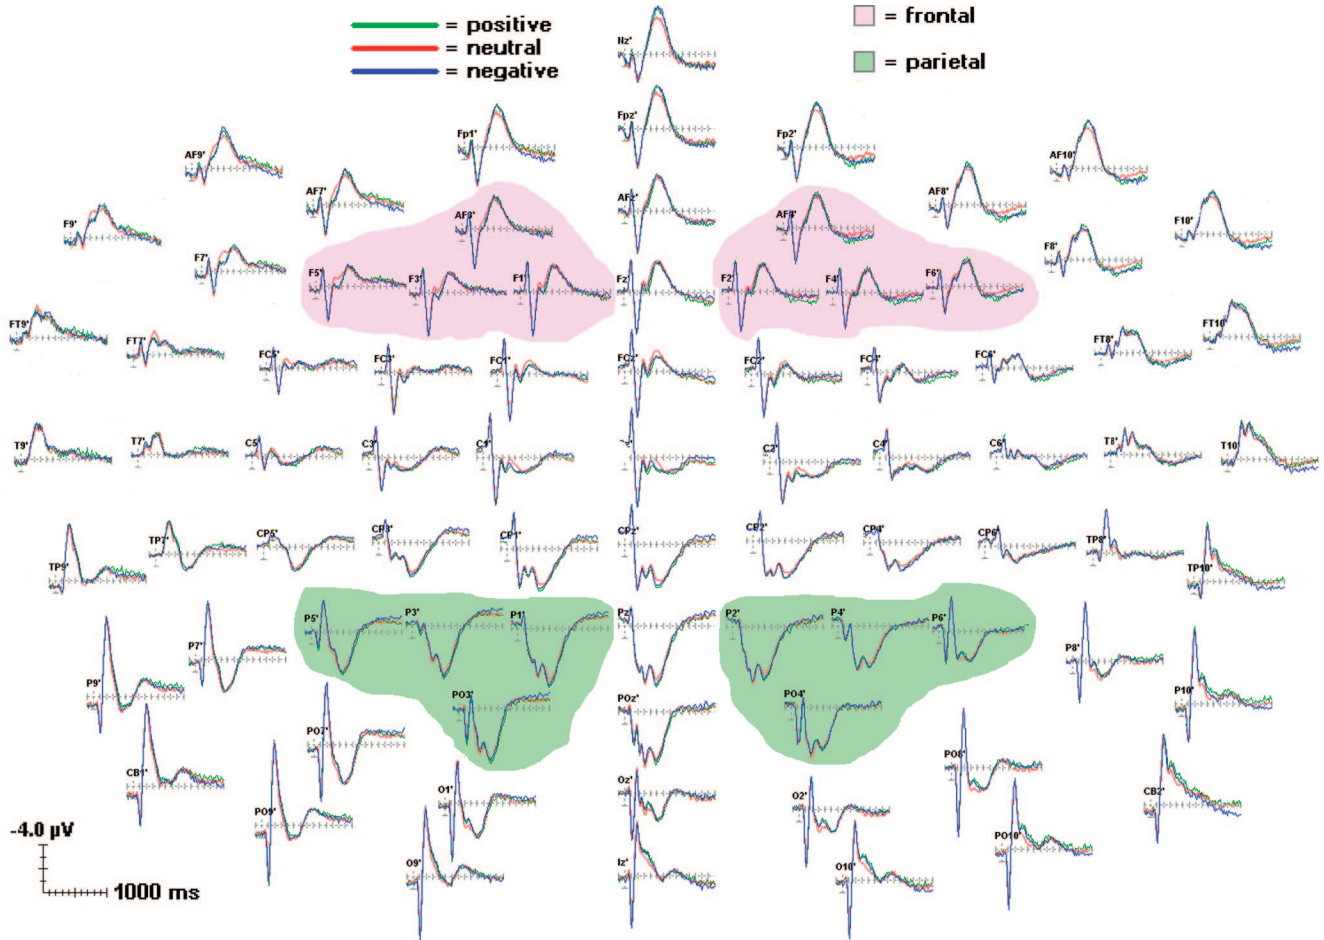 = positive
= neutral
= negative
= frontal
= parietal
Nz'
Fp1'
Fpz'
Fp2'
AF9'
AF7'
AF3'
AFz'
AF4'
AF8'
AF10'
F9'
F7'
F5'
F3'
F1'
Fz'
F2'
F4'
F6'
F8'
F10'
FT9'
FT7'
FC5'
FC3'
FC1'
FCz'
FC2'
FC4'
FC6'
FT8'
FT10'
T9'
T7'
C5'
C3'
C1'
C2'
C4'
C6'
T8'
T10'
TP9'
TP7'
CP5'
CP3'
CP1'
CPz'
CP2'
CP4'
CP6'
TP8'
TP10'
P9'
P7'
P5'
P3'
P1'
Pz'
P2'
P4'
P6'
P8'
P10'
CB1'
PO9'
PO7'
PO3'
POz'
PO4'
PO8'
PO10'
CB2'
O9'
O1'
Oz'
O2'
O10'
Iz'
-4.0 µV
1000 ms